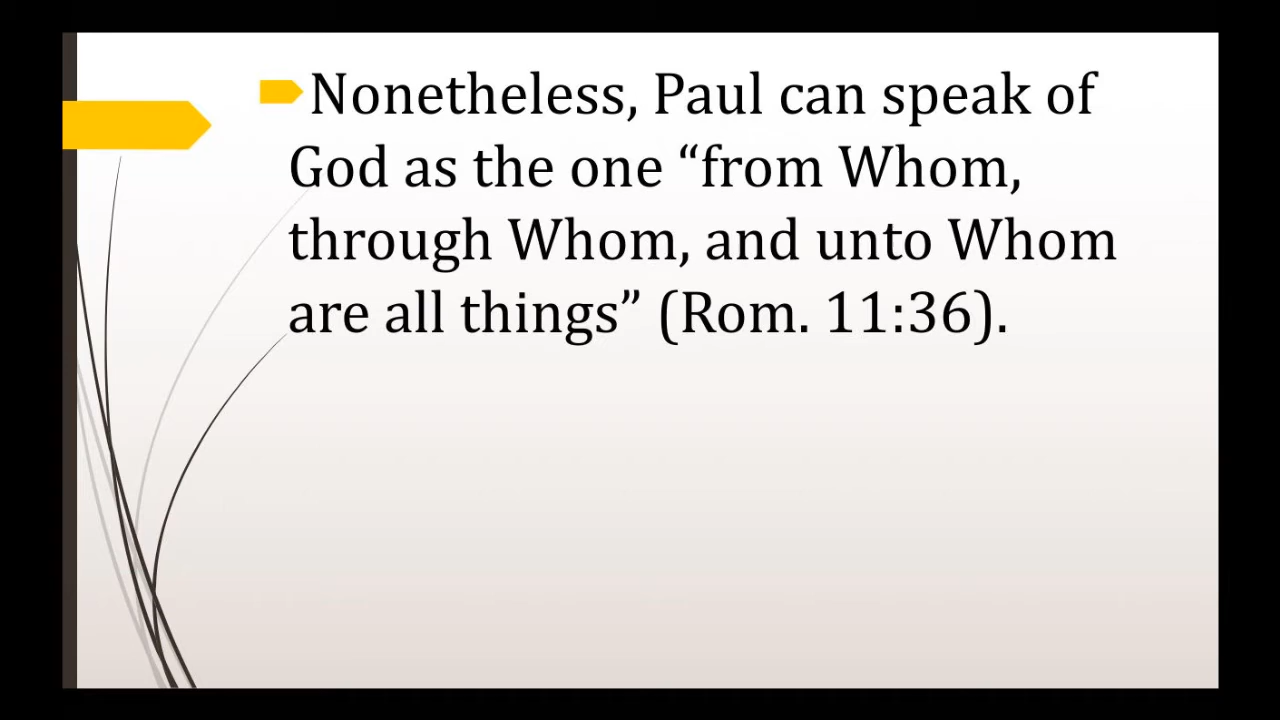 Nonetheless, Paul can speak of
God as the one “from Whom,
through Whom, and unto Whom
are all things” (Rom. 11:36).